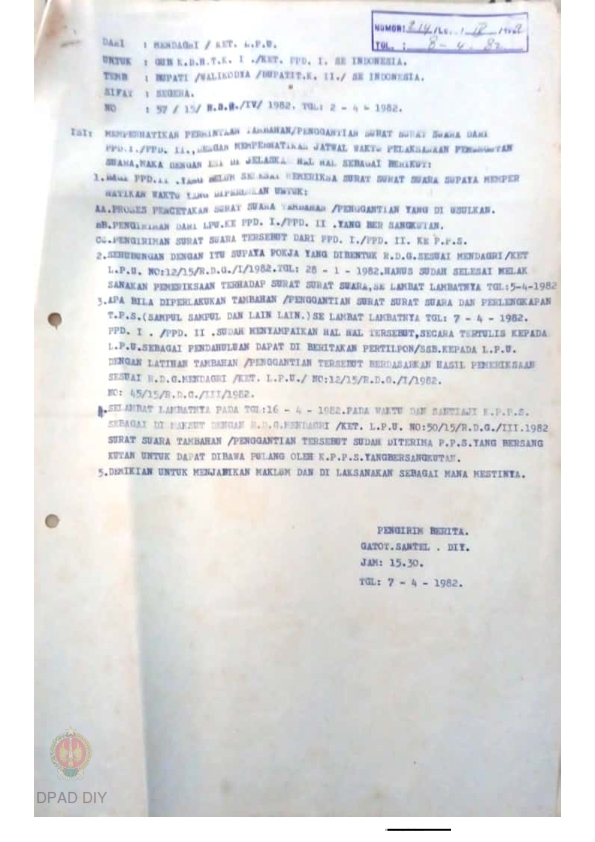 NOMOR: 214
TGL. : 8-4-82
DARI : MENDAGRI / KET. L.P.U.
UNTUK : GUB K.D.H.T.K. I ./KET. PPD. I. SE INDONESIA.
TEMB : BUPATI /WALIKODIA /BUPATIT.K. II./ SE INDONESIA.
SIFAT : SEGERA.
NO : 57 / 15/ R.D.G./IV/ 1982. TGL: 2 - 4 - 1982.
ISI: MEMPERHATIKAN PERMINTAAN TAMBAHAN/PENGGANTIAN SURAT SURAT SUARA DARI
PPD.I./PPD. II.,DENGAN MEMPERHATIKAN JATWAL WAKTU PELAKSANAAN PEMUNGUTAN
SUARA,MAKA DENGAN INI DI JELASKAN HAL HAL SEBAGAI BERIKUT:
1. PPD.II .YANG BELUM SELESAI MEMERIKSA SURAT SURAT SUARA SUPAYA MEMPER
HATIKAN WAKTU YANG DIPERLUKAN UNTUK:
AA.PROSES PENCETAKAN SURAT SUARA TAMBAHAN /PENGGANTIAN YANG DI USULKAN.
BB.PENGIRIMAN DARI LPU.KE PPD. I./PPD. II .YANG BER SANGKUTAN.
CC.PENGIRIMAN SURAT SUARA TERSEBUT DARI PPD. I./PPD. II. KE P.P.S.
2.SEHUBUNGAN DENGAN ITU SUPAYA POKJA YANG DIBENTUK R.D.G.SESUAI MENDAGRI/KET
L.P.U. NO:12/15/R.D.G./I/1982.TGL: 28 - 1 - 1982.HARUS SUDAH SELESAI MELAK
SANAKAN PEMERIKSAAN TERHADAP SURAT SURAT SUARA,SE LAMBAT LAMBATNYA TGL:5-4-1982
3.APA BILA DIPERLAKUKAN TAMBAHAN /PENGGANTIAN SURAT SURAT SUARA DAN PERLENGKAPAN
T.P.S.(SAMPUL SAMPUL DAN LAIN LAIN.)SE LAMBAT LAMBATNYA TGL: 7 - 4 - 1982.
PPD. I . /PPD. II .SUDAH MENYAMPAIKAN HAL HAL TERSEBUT,SECARA TERTULIS KEPADA
L.P.U.SEBAGAI PENDAHULUAN DAPAT DI BERITAKAN PERTILPON/SSB.KEPADA L.P.U.
DENGAN LATIHAN TAMBAHAN /PENGGANTIAN TERSEBUT BERDASARKAN HASIL PEMERIKSAAN
SESUAI R.D.G.MENDAGRI /KET. L.P.U./ NO:12/15/R.D.G./I/1982.
NO: 45/15/R.D.G./III/1982.
4.SELAMBAT LAMBATNYA PADA TGL:16 - 4 -1982.PADA WAKTU DAN SANTIAJI K.P.P.S.
SEBAGAI DI MAKSUT DENGAN R.D.G.MENDAGRI /KET. L.P.U. NO:50/15/R.D.G./III.1982
SURAT SUARA TAMBAHAN /PENGGANTIAN TERSEBUT SUDAH DITERIMA P.P.S.YANG BERSANG
KUTAN UNTUK DAPAT DIBAWA PULANG OLEH K.P.P.S.YANGBERSANGKUTAN.
5.DEMIKIAN UNTUK MENJADIKAN MAKLUM DAN DI LAKSANAKAN SEBAGAI MANA MESTINYA.
PENGIRIM BERITA.
GATOT.SANTEL . DIY.
JAM: 15.30.
TGL: 7 - 4 - 1982.
DPAD DIY